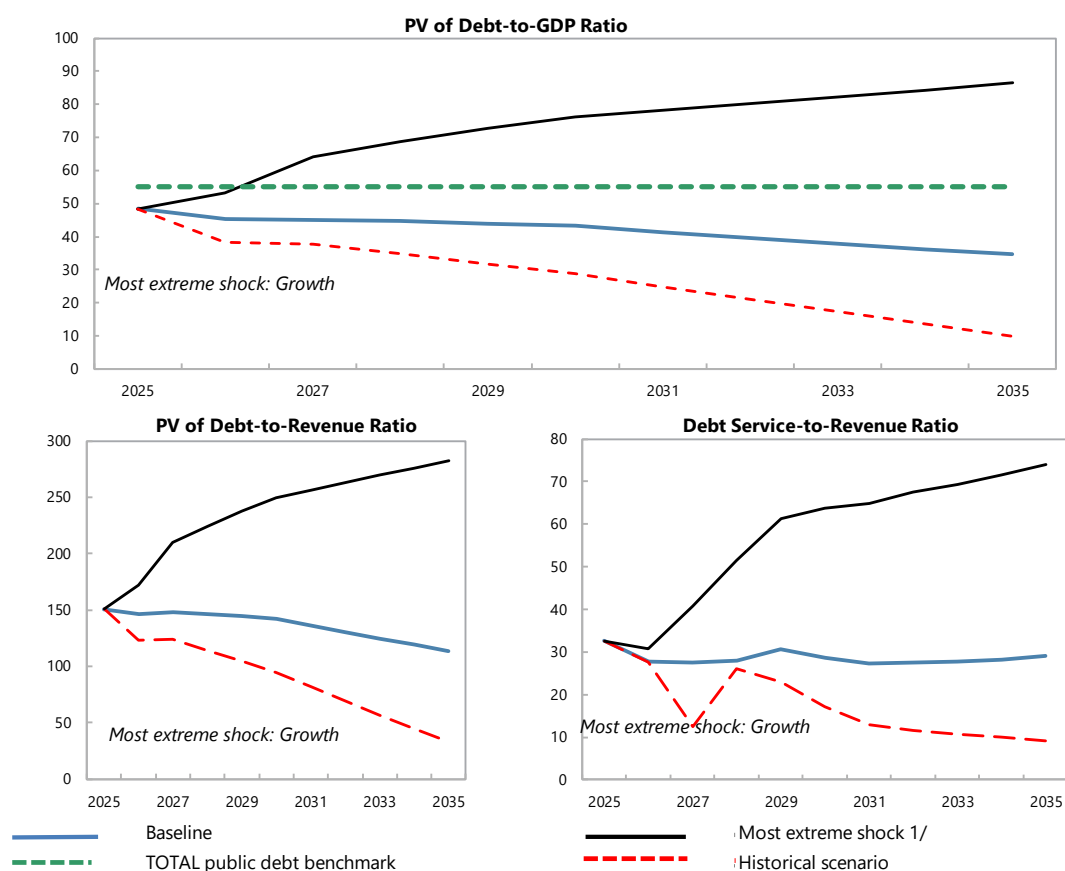 PV of Debt-to-GDP Ratio
100
90
80
70
60
50
40
30
20
10
0
Most extreme shock: Growth
2025 2027 2029 2031 2033 2035
PV of Debt-to-Revenue Ratio
300
250
200
150
100
50
0
Most extreme shock: Growth
2025 2027 2029 2031 2033 2035
Debt Service-to-Revenue Ratio
80
70
60
50
40
30
20
10
0
Most extreme shock: Growth
2025 2027 2029 2031 2033 2035
Baseline
Most extreme shock 1/
TOTAL public debt benchmark
Historical scenario